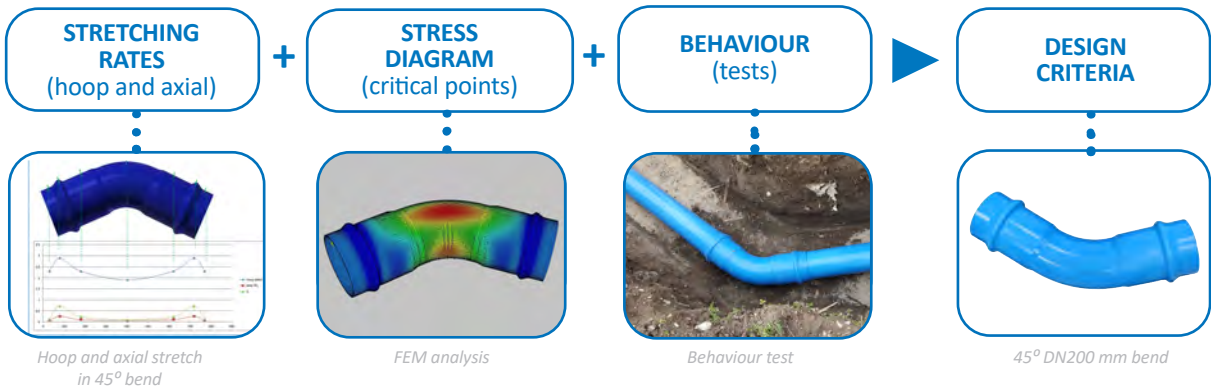 STRETCHING
RATES
(hoop and axial)
+
STRESS
DIAGRAM
(critical points)
+
BEHAVIOUR
(tests)
DESIGN
CRITERIA
Hoop and axial stretch
in 45º bend
FEM analysis
Behaviour test
45º DN200 mm bend